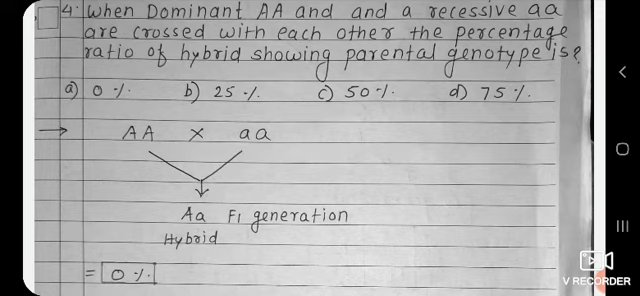 4. When Dominant AA and and a recessive aa
are crossed with each other the percentage
ratio of hybrid showing parental genotype is?
a) 0 %. b) 25 %. c) 50 %. d) 75 %.
→ AA x aa
Aa F1 generation
Hybrid
= 0 %.
V RECORDER